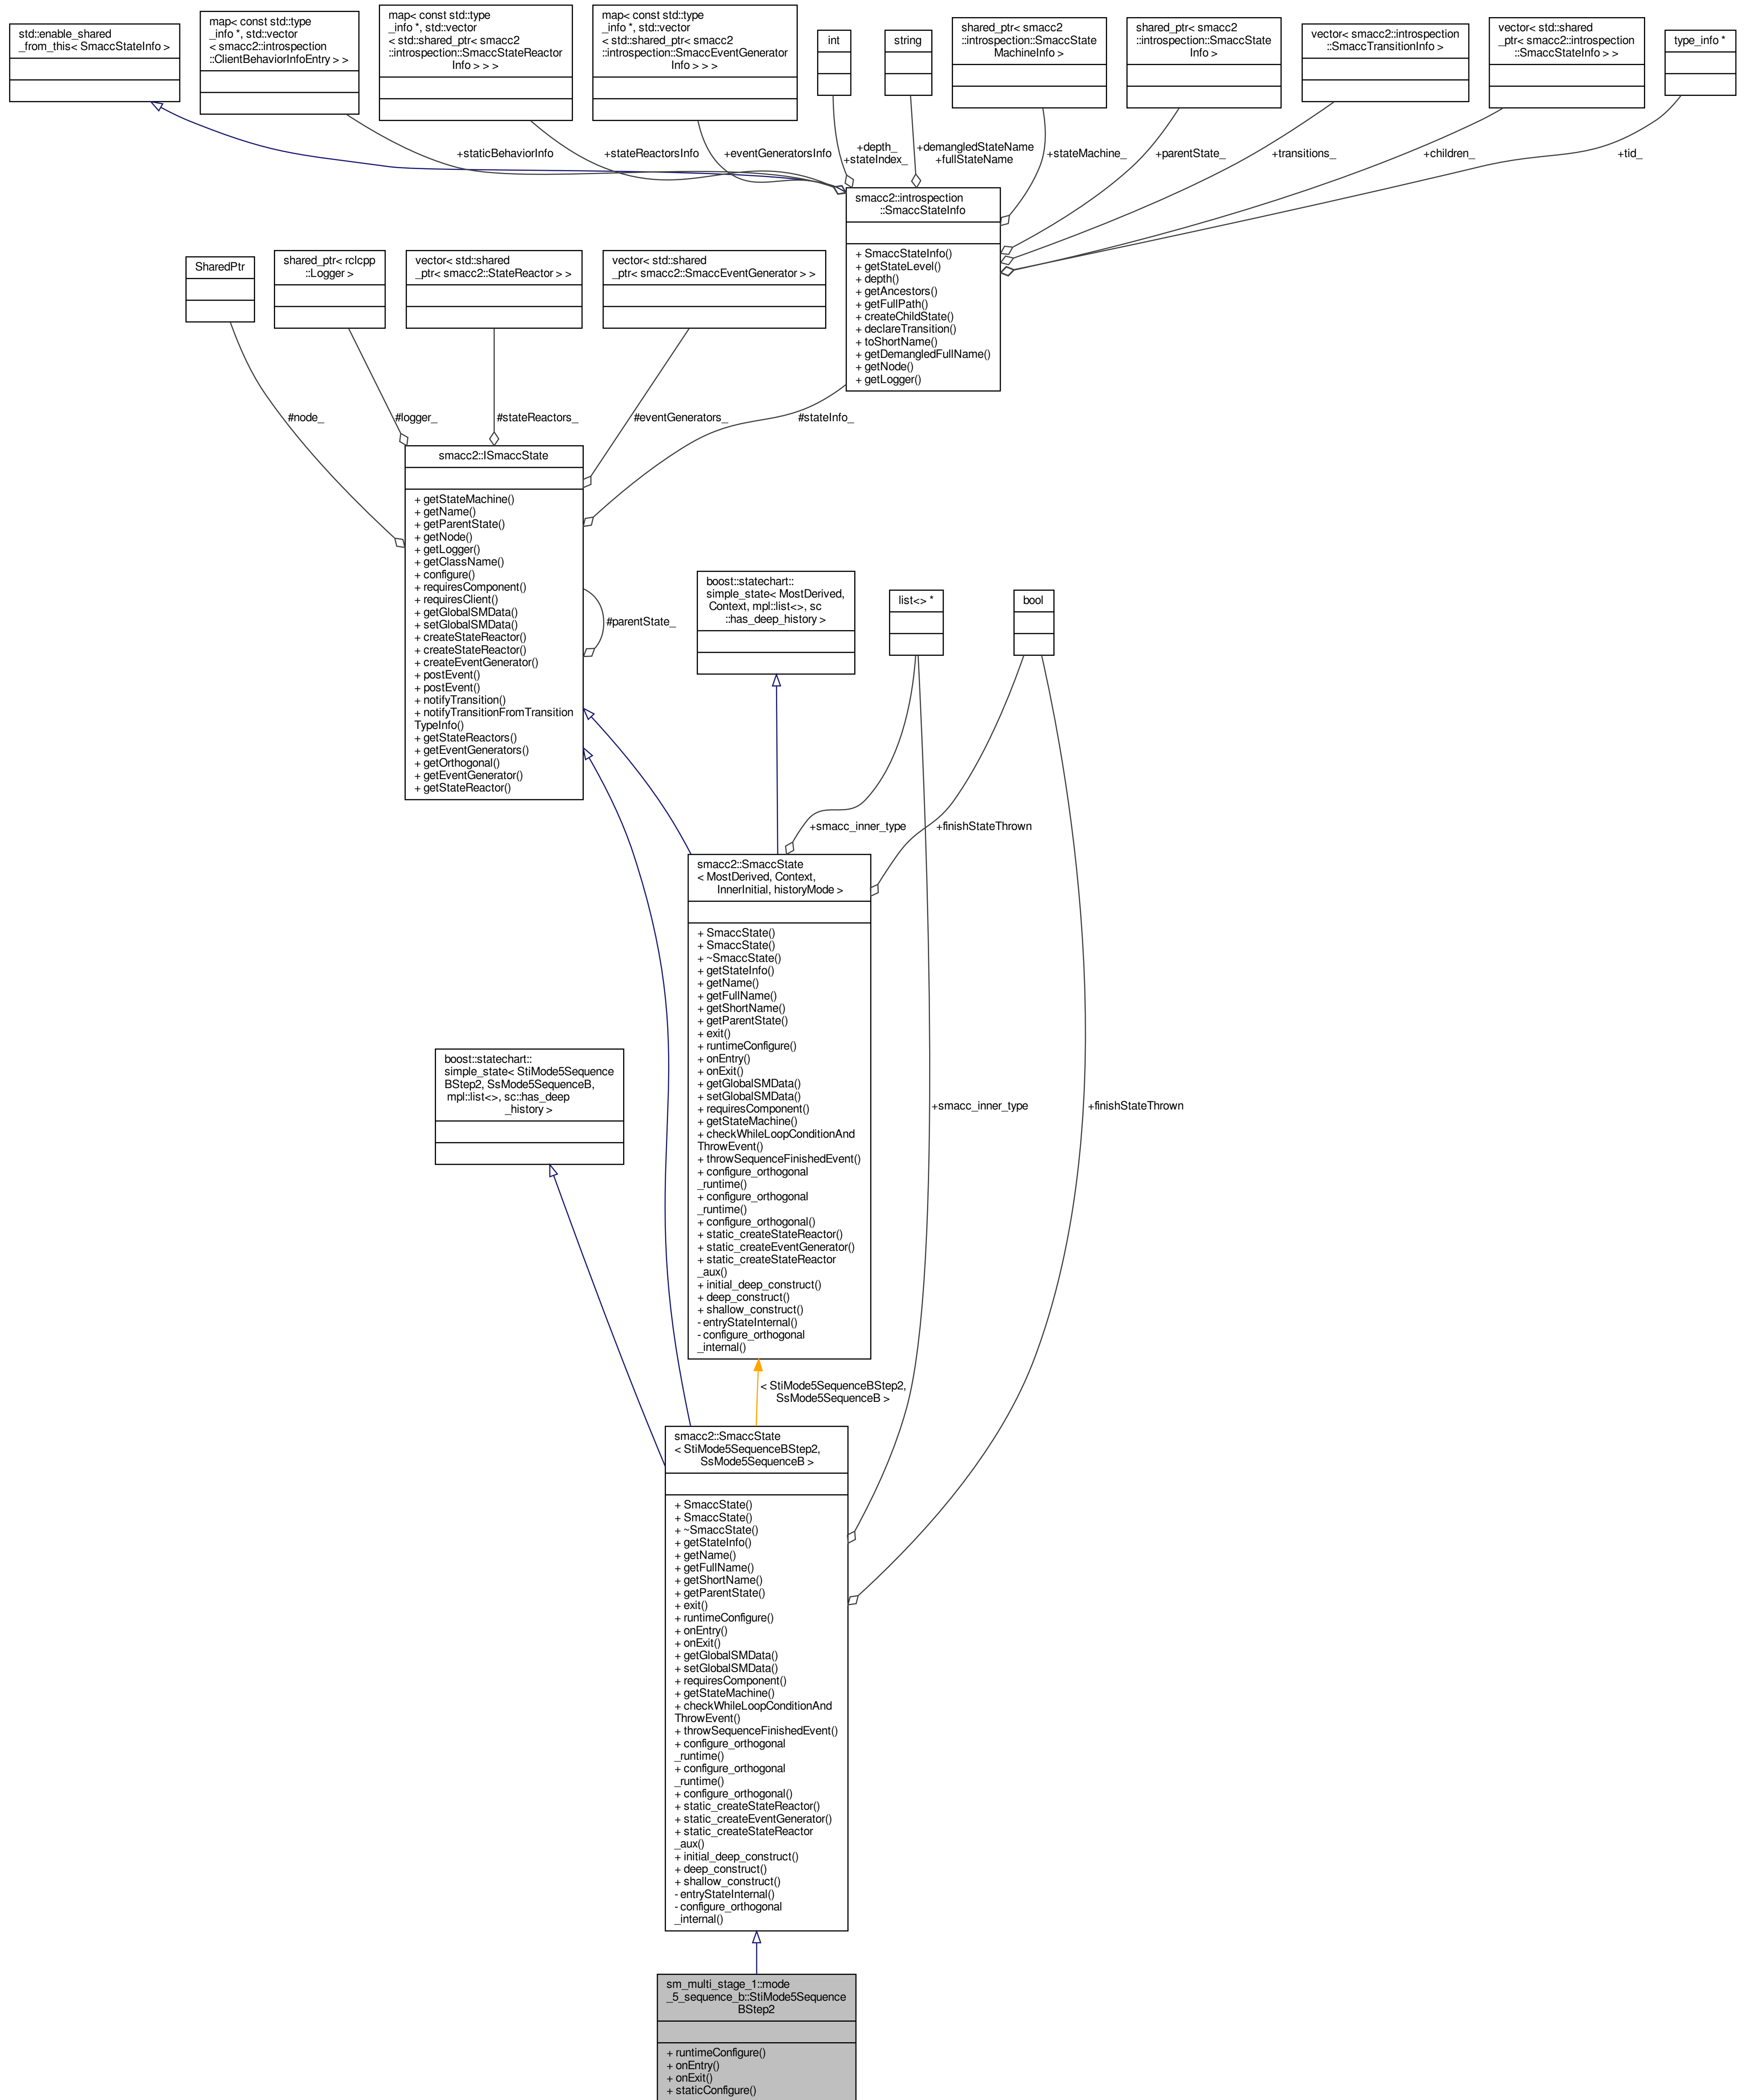 std::enable_shared
_from_this< SmaccStateInfo >
map< const std::type
_info *, std::vector
< smacc2::introspection
::ClientBehaviorInfoEntry > >
map< const std::type
_info *, std::vector
< std::shared_ptr< smacc2
::introspection::SmaccStateReactor
Info > > >
map< const std::type
_info *, std::vector
< std::shared_ptr< smacc2
::introspection::SmaccEventGenerator
Info > > >
int
string
shared_ptr< smacc2
::introspection::SmaccState
MachineInfo >
shared_ptr< smacc2
::introspection::SmaccState
Info >
vector< smacc2::introspection
::SmaccTransitionInfo >
vector< std::shared
_ptr< smacc2::introspection
::SmaccStateInfo > >
type_info *
+staticBehaviorInfo
+stateReactorsInfo
+eventGeneratorsInfo
+depth_
+stateIndex_
+demangledStateName
+fullStateName
+stateMachine_
+parentState_
+transitions_
+children_
+tid_
smacc2::introspection
::SmaccStateInfo
+ SmaccStateInfo()
+ getStateLevel()
+ depth()
+ getAncestors()
+ getFullPath()
+ createChildState()
+ declareTransition()
+ toShortName()
+ getDemangledFullName()
+ getNode()
+ getLogger()
SharedPtr
shared_ptr< rclcpp
::Logger >
vector< std::shared
_ptr< smacc2::StateReactor > >
vector< std::shared
_ptr< smacc2::SmaccEventGenerator > >
#node_
#logger_
#stateReactors_
#eventGenerators_
#stateInfo_
smacc2::ISmaccState
+ getStateMachine()
+ getName()
+ getParentState()
+ getNode()
+ getLogger()
+ getClassName()
+ configure()
+ requiresComponent()
+ requiresClient()
+ getGlobalSMData()
+ setGlobalSMData()
+ createStateReactor()
+ createStateReactor()
+ createEventGenerator()
+ postEvent()
+ postEvent()
+ notifyTransition()
+ notifyTransitionFromTransition
TypeInfo()
+ getStateReactors()
+ getEventGenerators()
+ getOrthogonal()
+ getEventGenerator()
+ getStateReactor()
#parentState_
boost::statechart::
simple_state< MostDerived,
Context, mpl::list<>, sc
::has_deep_history >
list<> *
bool
+smacc_inner_type
+finishStateThrown
smacc2::SmaccState
< MostDerived, Context,
InnerInitial, historyMode >
+ SmaccState()
+ SmaccState()
+ ~SmaccState()
+ getStateInfo()
+ getName()
+ getFullName()
+ getShortName()
+ getParentState()
+ exit()
+ runtimeConfigure()
+ onEntry()
+ onExit()
+ getGlobalSMData()
+ setGlobalSMData()
+ requiresComponent()
+ getStateMachine()
+ checkWhileLoopConditionAnd
ThrowEvent()
+ throwSequenceFinishedEvent()
+ configure_orthogonal
_runtime()
+ configure_orthogonal
_runtime()
+ configure_orthogonal()
+ static_createStateReactor()
+ static_createEventGenerator()
+ static_createStateReactor
_aux()
+ initial_deep_construct()
+ deep_construct()
+ shallow_construct()
- entryStateInternal()
- configure_orthogonal
_internal()
boost::statechart::
simple_state< StiMode5Sequence
BStep2, SsMode5SequenceB,
mpl::list<>, sc::has_deep
_history >
+smacc_inner_type
+finishStateThrown
< StiMode5SequenceBStep2,
SsMode5SequenceB >
smacc2::SmaccState
< StiMode5SequenceBStep2,
SsMode5SequenceB >
+ SmaccState()
+ SmaccState()
+ ~SmaccState()
+ getStateInfo()
+ getName()
+ getFullName()
+ getShortName()
+ getParentState()
+ exit()
+ runtimeConfigure()
+ onEntry()
+ onExit()
+ getGlobalSMData()
+ setGlobalSMData()
+ requiresComponent()
+ getStateMachine()
+ checkWhileLoopConditionAnd
ThrowEvent()
+ throwSequenceFinishedEvent()
+ configure_orthogonal
_runtime()
+ configure_orthogonal
_runtime()
+ configure_orthogonal()
+ static_createStateReactor()
+ static_createEventGenerator()
+ static_createStateReactor
_aux()
+ initial_deep_construct()
+ deep_construct()
+ shallow_construct()
- entryStateInternal()
- configure_orthogonal
_internal()
sm_multi_stage_1::mode
_5_sequence_b::StiMode5Sequence
BStep2
+ runtimeConfigure()
+ onEntry()
+ onExit()
+ staticConfigure()